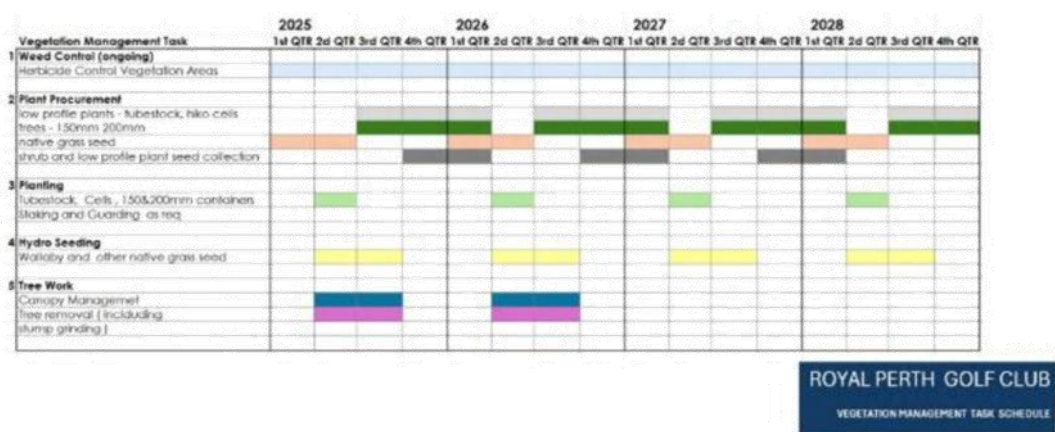 2025 2026 2027 2028
Vegetation Management Task 1st QTR 2d QTR 3rd QTR 4th QTR 1st QTR 2d QTR 3rd QTR 4th QTR 1st QTR 2d QTR 3rd QTR 4th QTR 1st QTR 2d QTR 3rd QTR 4th QTR
1 Weed Control (ongoing)
Herbicide Control Vegetation Areas
2 Plant Procurement
low profile plants - tubestock, hiko cells
trees - 150mm 200mm
native grass seed
shrub and low profile plant seed collection
3 Planting
Tubestock, Cells, 150&200mm containers
Staking and Guarding as req
4 Hydro Seeding
Wallaby and other native grass seed
5 Tree Work
Canopy Managemet
Tree removal ( incIduding
stump grinding )
ROYAL PERTH GOLF CLUB
VEGETATION MANAGEMENT TASK SCHEDULE